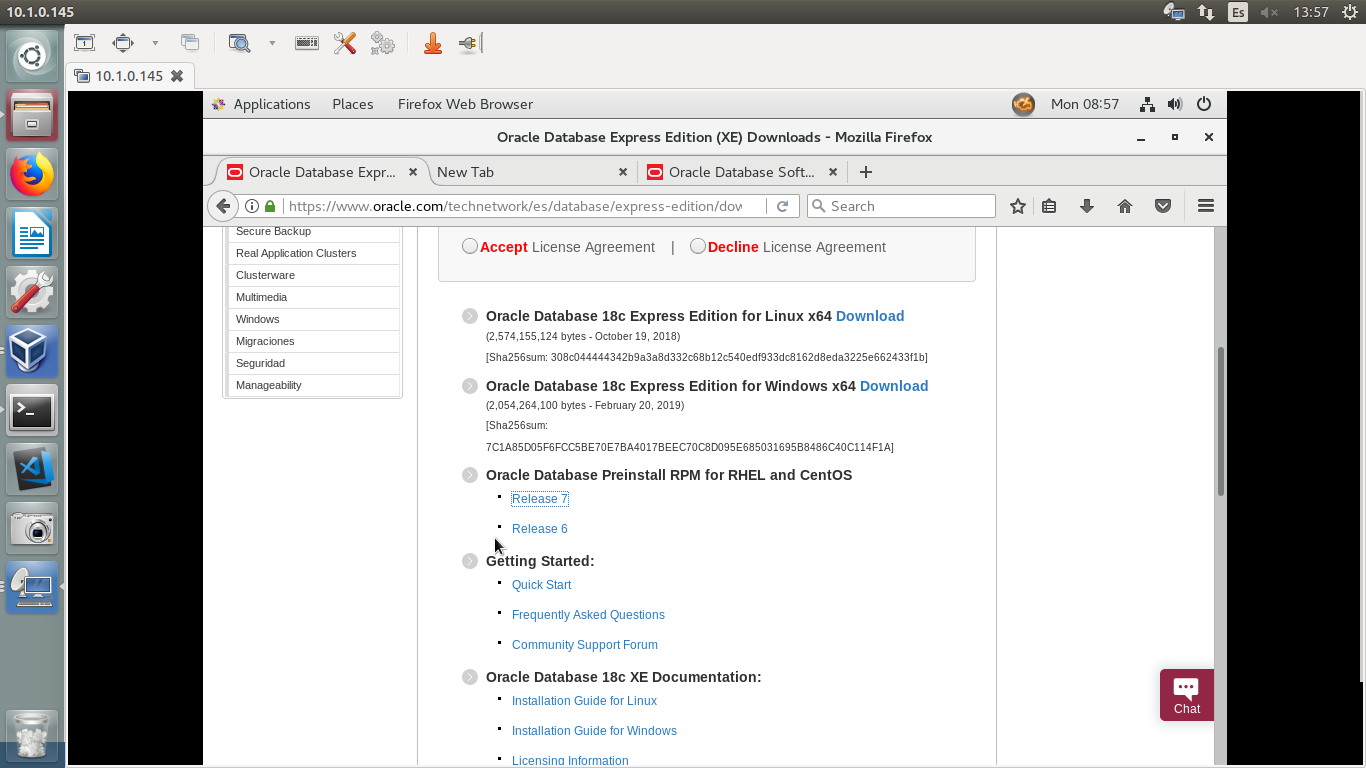 10.1.0.145
Es
13:57
10.1.0.145
Applications Places Firefox Web Browser
Mon 08:57
Oracle Database Express Edition (XE) Downloads - Mozilla Firefox
Oracle Database Expr...
New Tab
Oracle Database Soft...
https://www.oracle.com/technetwork/es/database/express-edition/dow
Search
Secure Backup
Real Application Clusters
Clusterware
Multimedia
Windows
Migraciones
Seguridad
Manageability
Accept License Agreement | Decline License Agreement
Oracle Database 18c Express Edition for Linux x64 Download
(2,574,155,124 bytes - October 19, 2018)
[Sha256sum: 308c044444342b9a3a8d332c68b12c540edf933dc8162d8eda3225e662433f1b]
Oracle Database 18c Express Edition for Windows x64 Download
(2,054,264,100 bytes - February 20, 2019)
[Sha256sum:
7C1A85D05F6FCC5BE70E7BA4017BEEC70C8D095E685031695B8486C40C114F1A]
Oracle Database Preinstall RPM for RHEL and CentOS
Release 7
Release 6
Getting Started:
Quick Start
Frequently Asked Questions
Community Support Forum
Oracle Database 18c XE Documentation:
Installation Guide for Linux
Installation Guide for Windows
Licensing Information
Chat